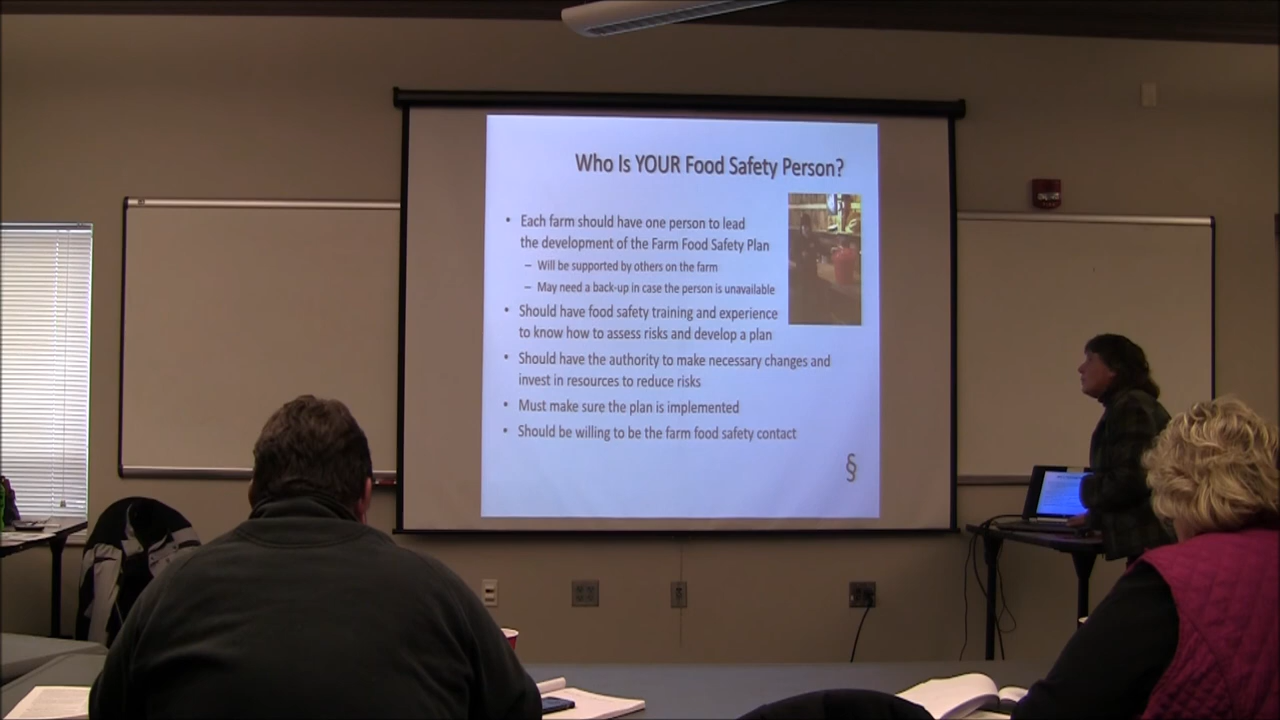 Who Is YOUR Food Safety Person?
• Each farm should have one person to lead
the development of the Farm Food Safety Plan
– Will be supported by others on the farm
– May need a back-up in case the person is unavailable
• Should have food safety training and experience
to know how to assess risks and develop a plan
• Should have the authority to make necessary changes and
invest in resources to reduce risks
• Must make sure the plan is implemented
• Should be willing to be the farm food safety contact
§